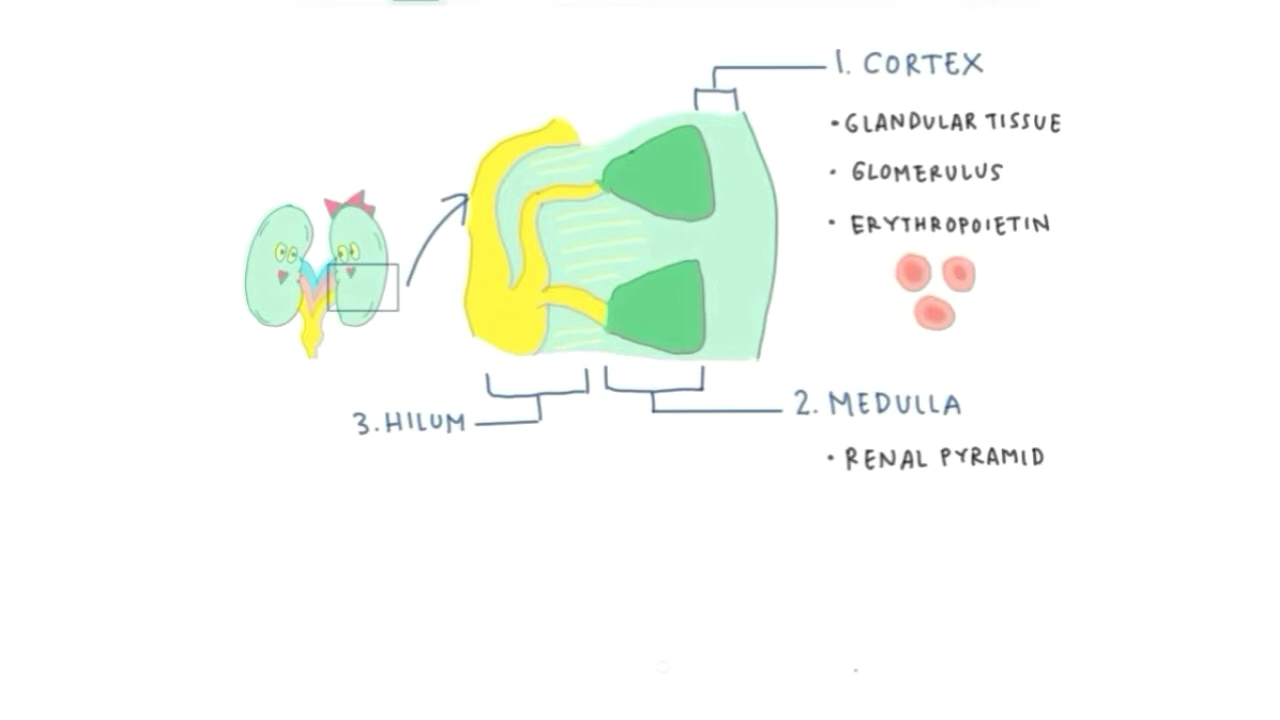 1. CORTEX
• GLANDULAR TISSUE
• GLOMERULUS
• ERYTHROPOIETIN
2. MEDULLA
• RENAL PYRAMID
3. HILUM